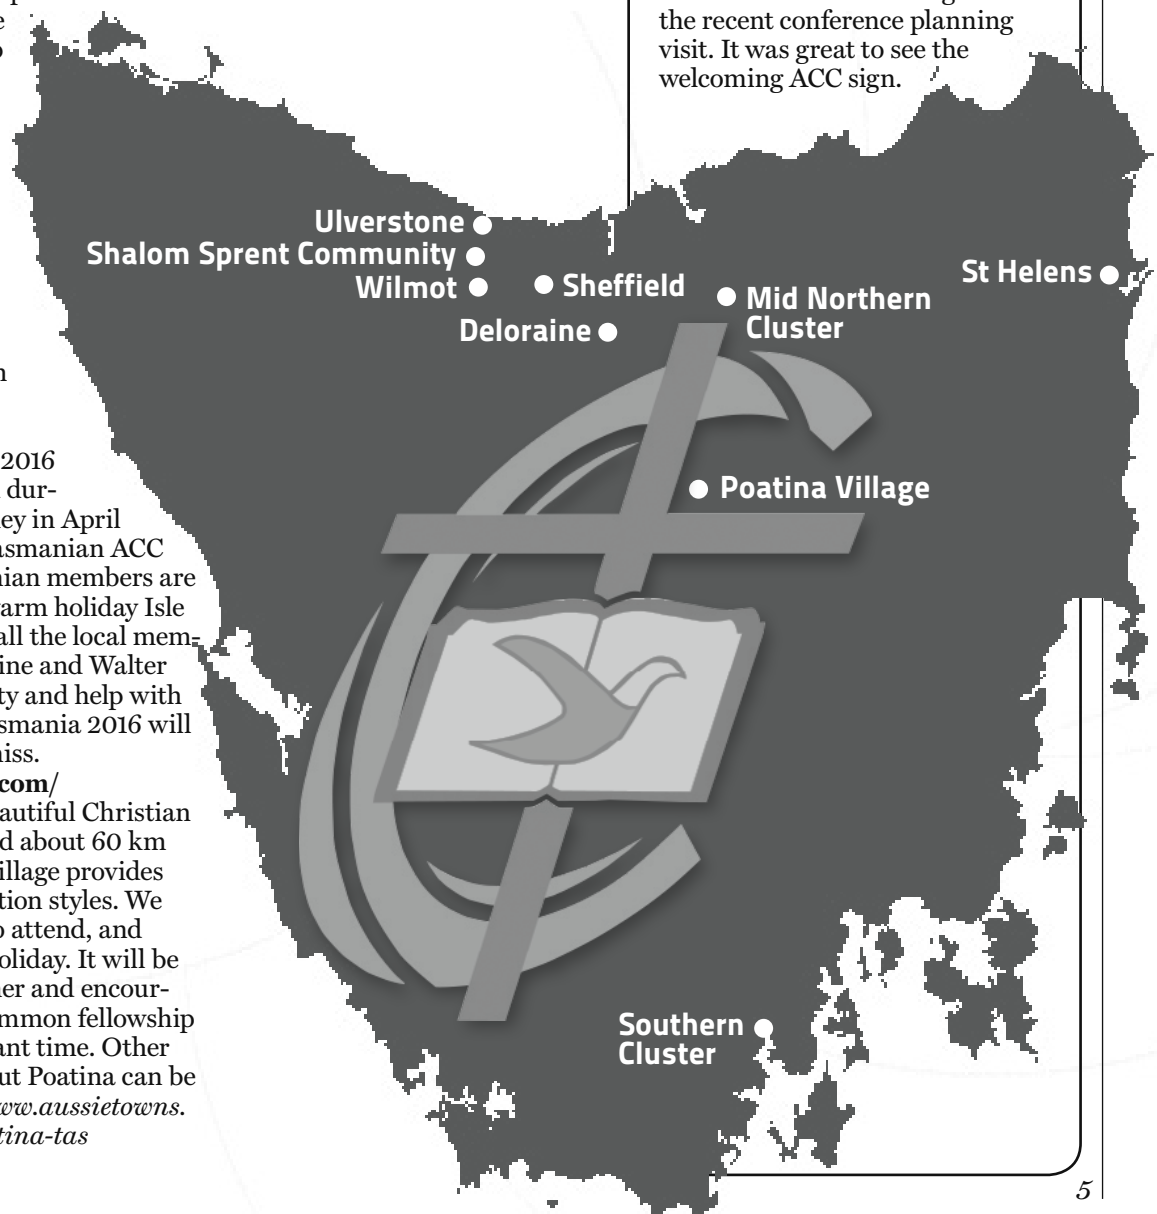 the recent conference planning
visit. It was great to see the
welcoming ACC sign.
Ulverstone
Shalom Sprent Community
Wilmot
Sheffield
Deloraine
Mid Northern
Cluster
St Helens
Poatina Village
Southern
Cluster
2016
dur-
ey in April
asmanian ACC
nian members are
warm holiday Isle
all the local mem-
ine and Walter
ty and help with
smania 2016 will
niss.
.com/
autiful Christian
d about 60 km
illage provides
tion styles. We
o attend, and
oliday. It will be
her and encour-
mmon fellowship
ant time. Other
ut Poatina can be
ww.aussietowns.
tina-tas
5